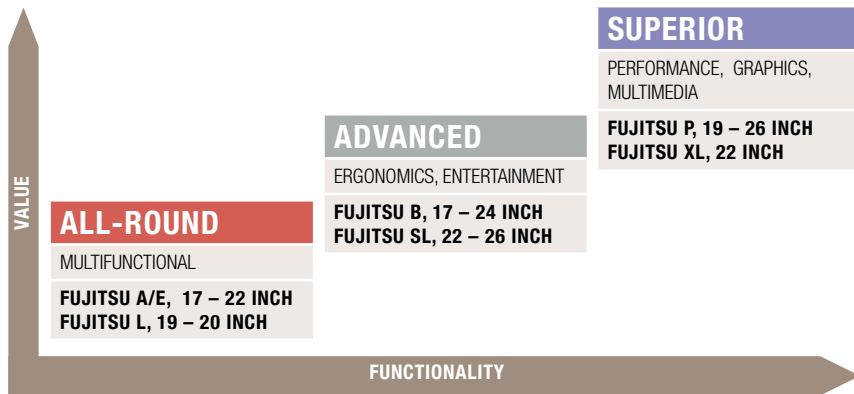 SUPERIOR
PERFORMANCE, GRAPHICS,
MULTIMEDIA
FUJITSU P, 19 – 26 INCH
FUJITSU XL, 22 INCH
ADVANCED
ERGONOMICS, ENTERTAINMENT
FUJITSU B, 17 – 24 INCH
FUJITSU SL, 22 – 26 INCH
VALUE
ALL-ROUND
MULTIFUNCTIONAL
FUJITSU A/E, 17 – 22 INCH
FUJITSU L, 19 – 20 INCH
FUNCTIONALITY